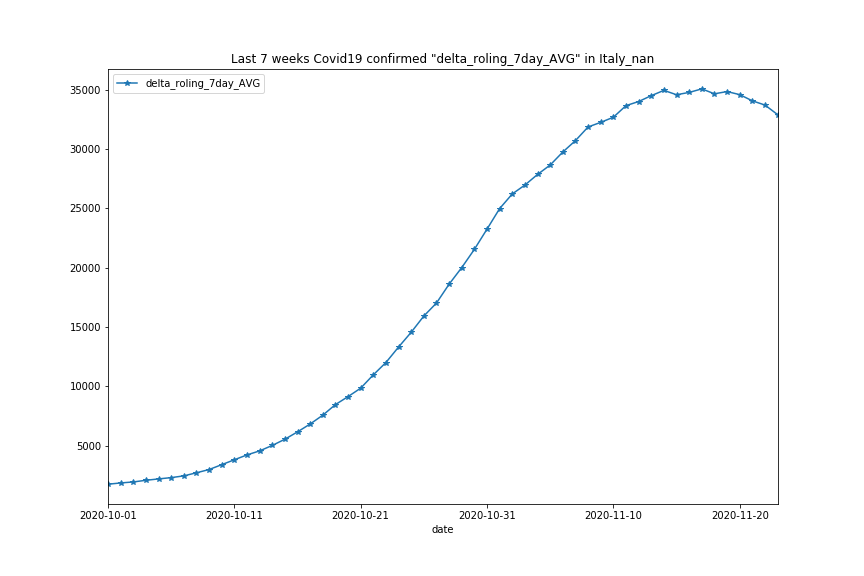 Last 7 weeks Covid19 confirmed "delta_roling_7day_AVG" in Italy_nan
delta_roling_7day_AVG
35000
30000
25000
20000
15000
10000
5000
2020-10-01 2020-10-11 2020-10-21 2020-10-31 2020-11-10 2020-11-20
date